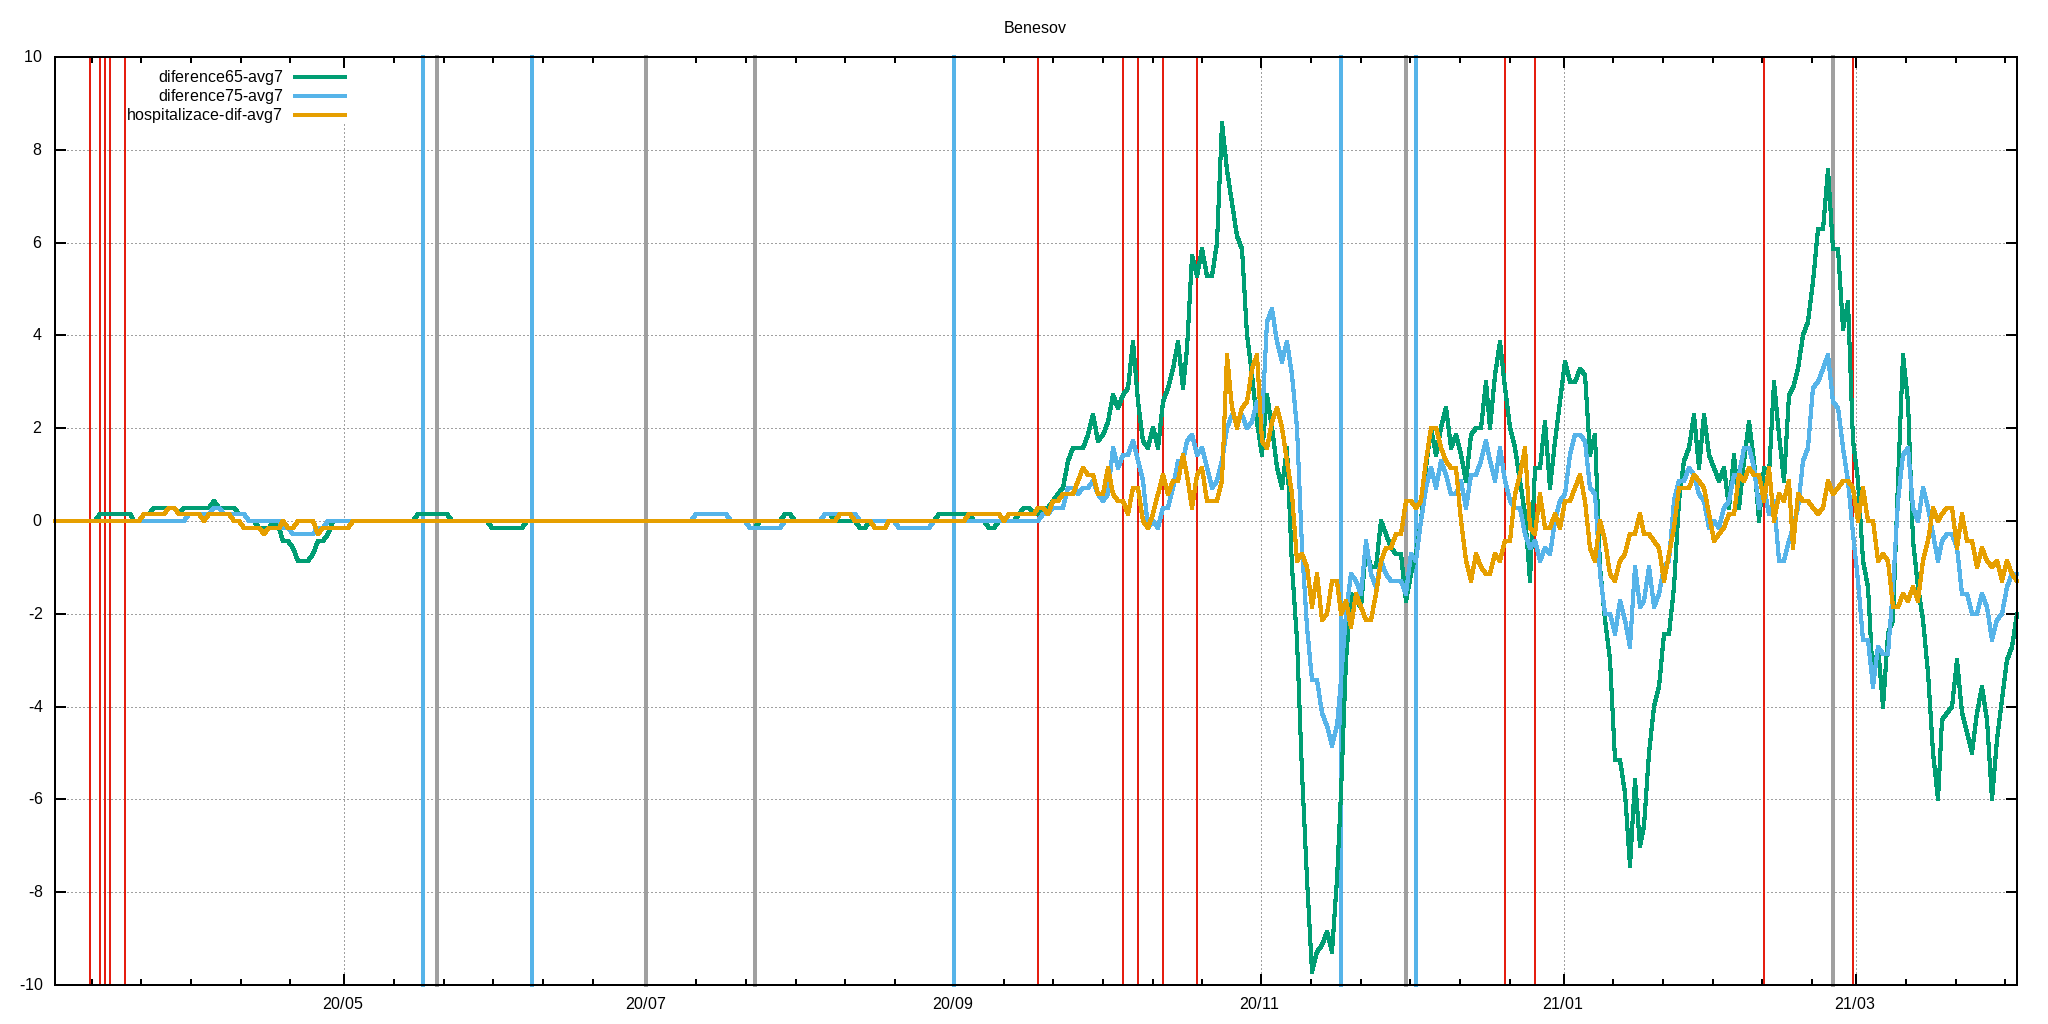 Benesov
10
diference65-avg7
diference75-avg7
hospitalizace-dif-avg7
8
6
4
2
0
-2
-4
-6
-8
-10
20/05 20/07 20/09 20/11 21/01 21/03